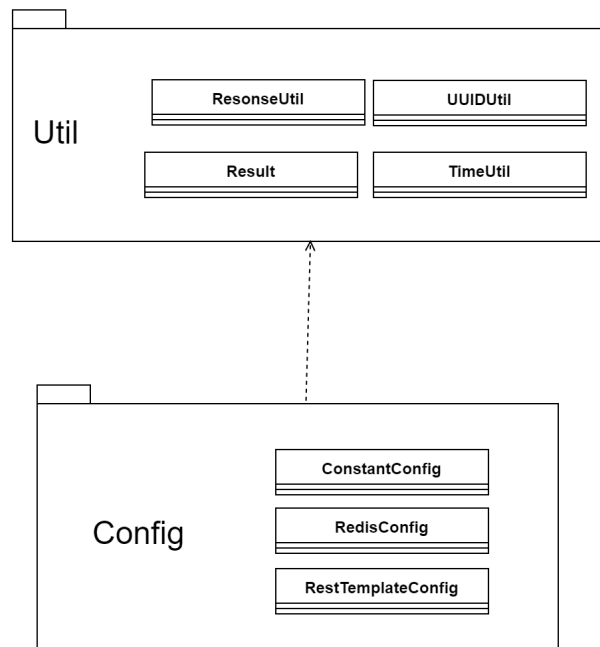 ResonseUtil
UUIDUtil
Util
Result
TimeUtil
ConstantConfig
RedisConfig
Config
RestTemplateConfig